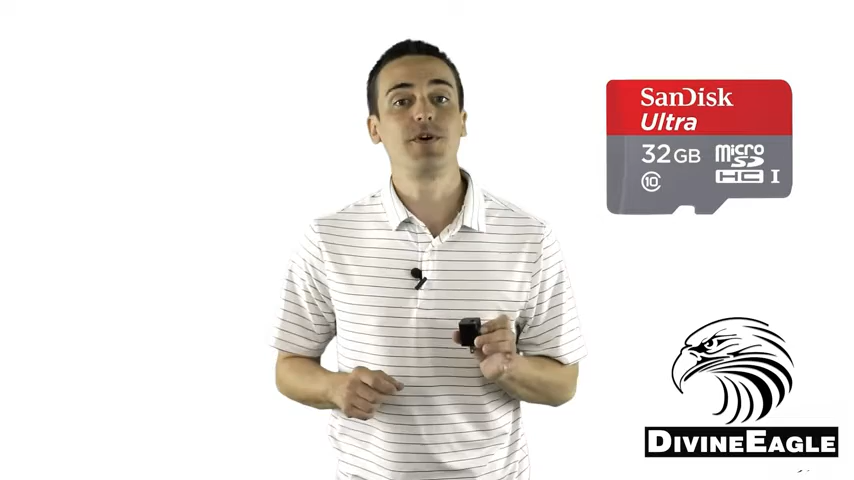 SanDisk
Ultra
32GB
micro
SD
HC I
10
DIVINEEAGLE